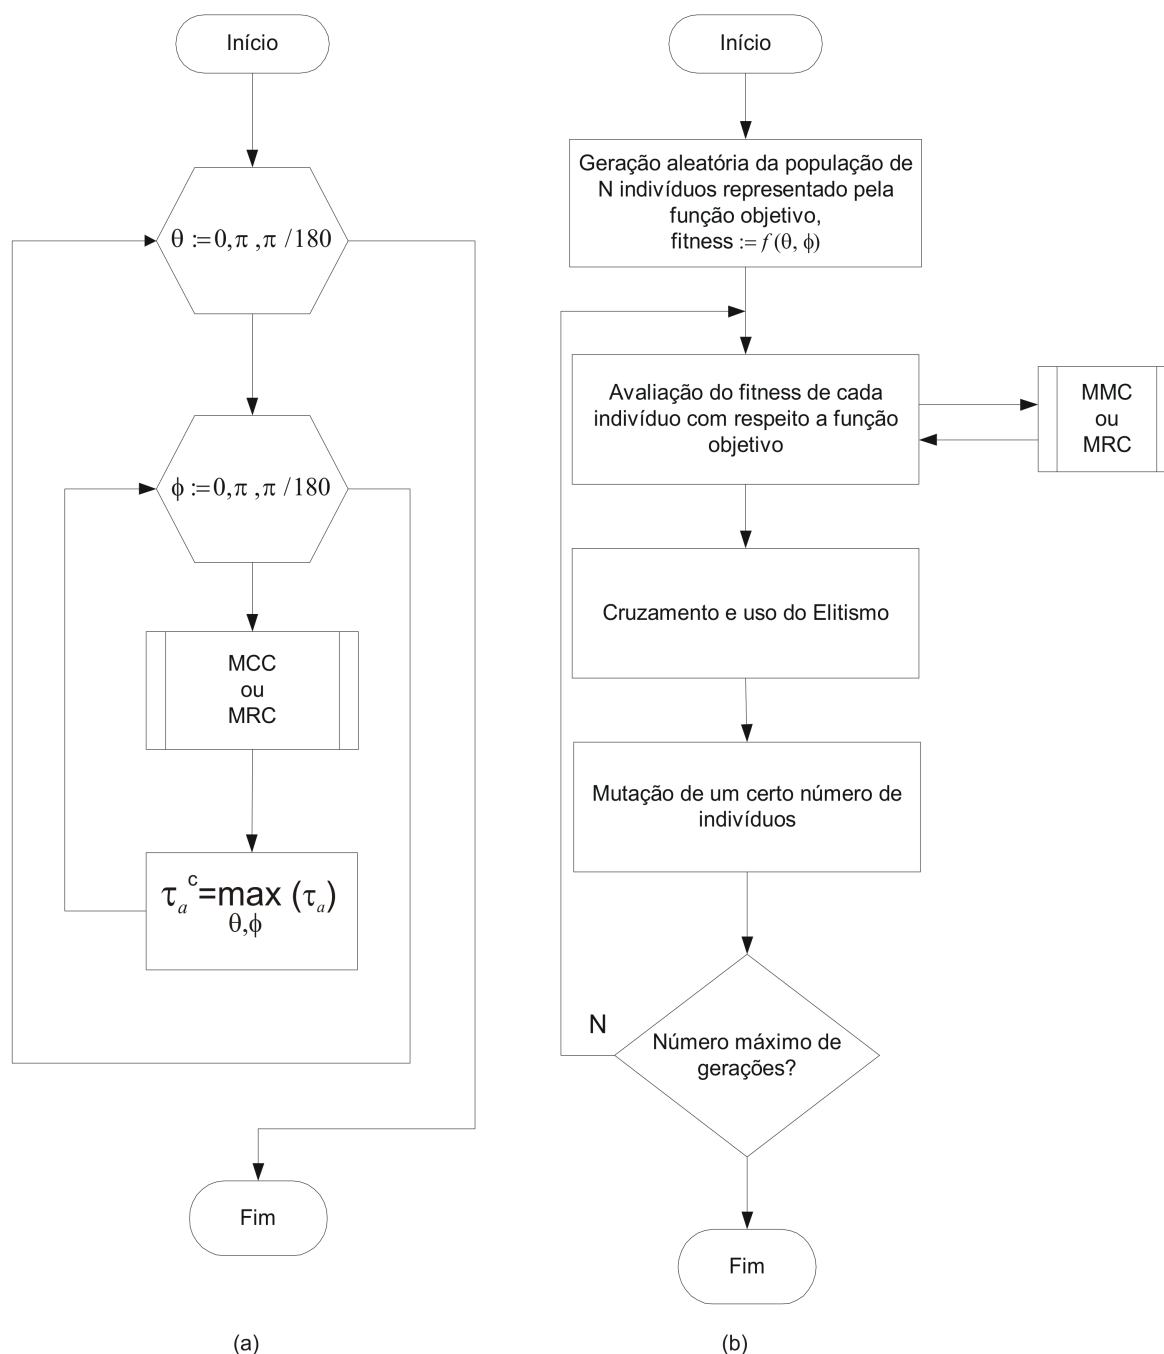 Início
θ :=0,π ,π /180
ϕ :=0,π ,π /180
MCC
ou
MRC
τₐᶜ=max (τₐ)
θ,ϕ
Fim
(a)
Início
Geração aleatória da população de
N indivíduos representado pela
função objetivo,
fitness := f (θ, ϕ)
Avaliação do fitness de cada
indivíduo com respeito a função
objetivo
MMC
ou
MRC
Cruzamento e uso do Elitismo
Mutação de um certo número de
indivíduos
Número máximo de
gerações?
N
Fim
(b)